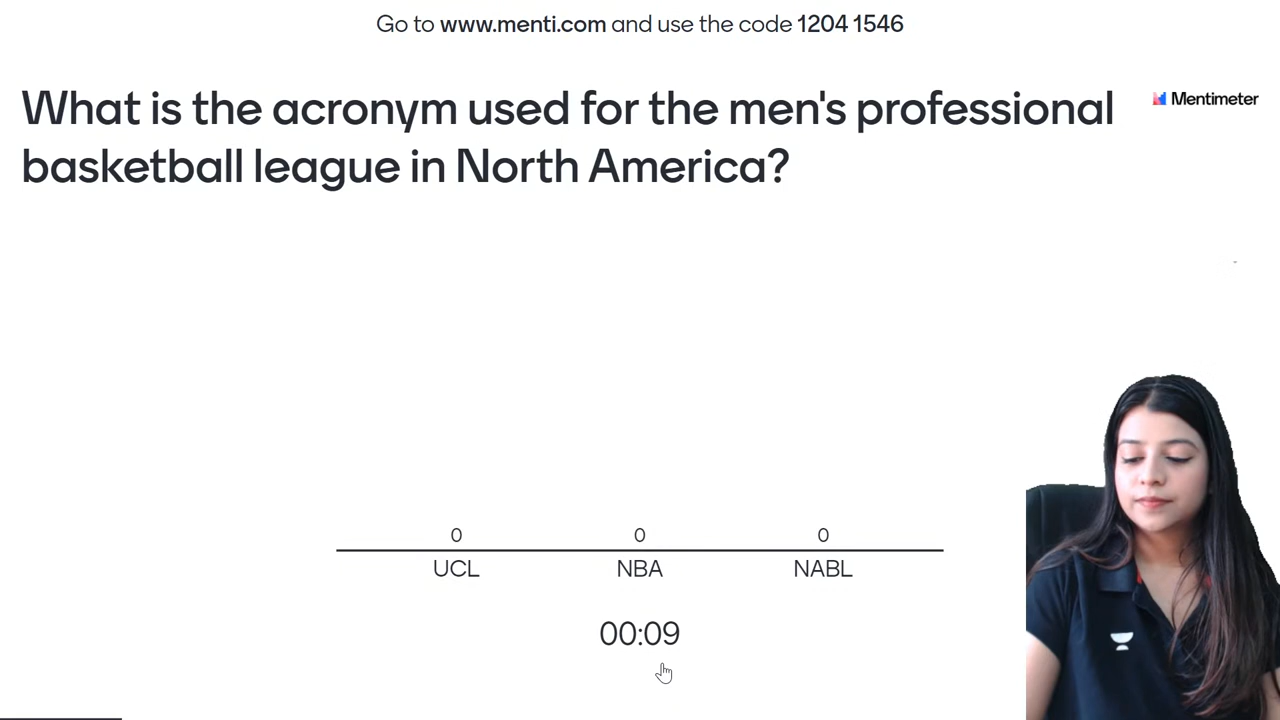 Go to www.menti.com and use the code 1204 1546
What is the acronym used for the men's professional
basketball league in North America?
Mentimeter
0 0 0
UCL NBA NABL
00:09